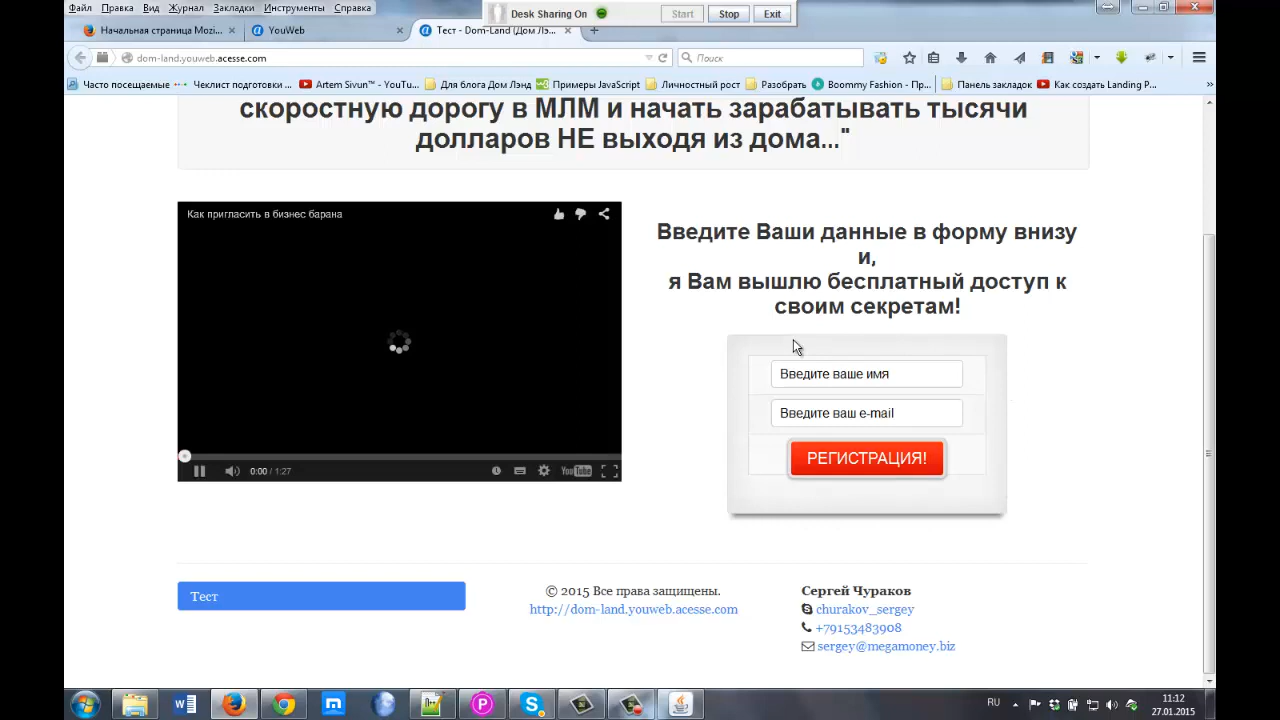 Файл Правка Вид Журнал Закладки Инструменты Справка
Desk Sharing On Start Stop Exit
Начальная страница Mozi... YouWeb Тест - Dom-Land (Дом Лэ...
dom-land.youweb.acesse.com Поиск
Часто посещаемые Чеклист подготовки ... Artem Sivun™ - YouTu... Для блога Дом Лэнд Примеры JavaScript Личностный рост Разобрать Boommy Fashion - Пр... Панель закладок Как создать Landing P...
скоростную дорогу в МЛМ и начать зарабатывать тысячи
долларов НЕ выходя из дома..."
Как пригласить в бизнес барана
0:00 / 1:27 YouTube
Введите Ваши данные в форму внизу
и,
я Вам вышлю бесплатный доступ к
своим секретам!
Введите ваше имя
Введите ваш e-mail
РЕГИСТРАЦИЯ!
Тест
© 2015 Все права защищены.
http://dom-land.youweb.acesse.com
Сергей Чураков
churakov_sergey
+79153483908
sergey@megamoney.biz
RU 11:12
27.01.2015